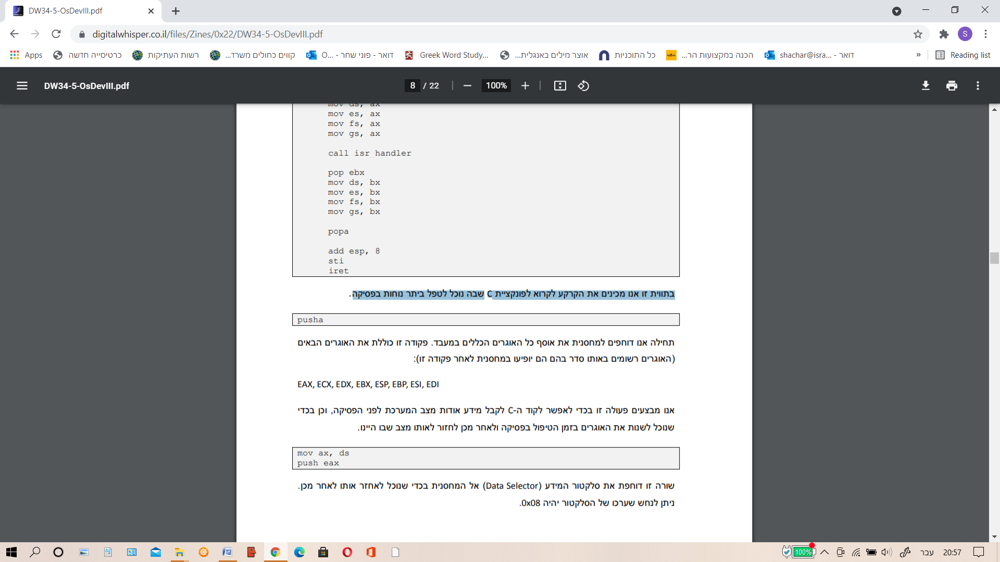 DW34-5-OsDevIII.pdf
digitalwhisper.co.il/files/Zines/0x22/DW34-5-OsDevIII.pdf
S
Apps
כרטיסייה חדשה
רשות העתיקות
קווים כחולים משרד...
דואר - פוני שחר - O...
Greek Word Study...
אוצר מילים באנגלית...
כל התוכניות
הכנה במקצועות הר...
דואר - shachar@isra...
»
Reading list
DW34-5-OsDevIII.pdf
8 / 22
100%
mov ds, ax
mov es, ax
mov fs, ax
mov gs, ax
call isr_handler
pop ebx
mov ds, bx
mov es, bx
mov fs, bx
mov gs, bx
popa
add esp, 8
sti
iret
בתווית זו אנו מכינים את הקרקע לקרוא לפונקציית C שבה נוכל לטפל ביתר נוחות בפסיקה.
pusha
תחילה אנו דוחפים למחסנית את אוסף כל האוגרים הכללים במעבד. פקודה זו כוללת את האוגרים הבאים
(האוגרים רשומים באותו סדר בהם הם יופיעו במחסנית לאחר פקודה זו):
EAX, ECX, EDX, EBX, ESP, EBP, ESI, EDI
אנו מבצעים פעולה זו בכדי לאפשר לקוד ה-C לקבל מידע אודות מצב המערכת לפני הפסיקה, וכן בכדי
שנוכל לשנות את האוגרים בזמן הטיפול בפסיקה ולאחר מכן לחזור לאותו מצב שבו היינו.
mov ax, ds
push eax
שורה זו דוחפת את סלקטור המידע (Data Selector) אל המחסנית בכדי שנוכל לאחזר אותו לאחר מכן.
ניתן לנחש שערכו של הסלקטור יהיה 0x08.
100%
עבר
20:57